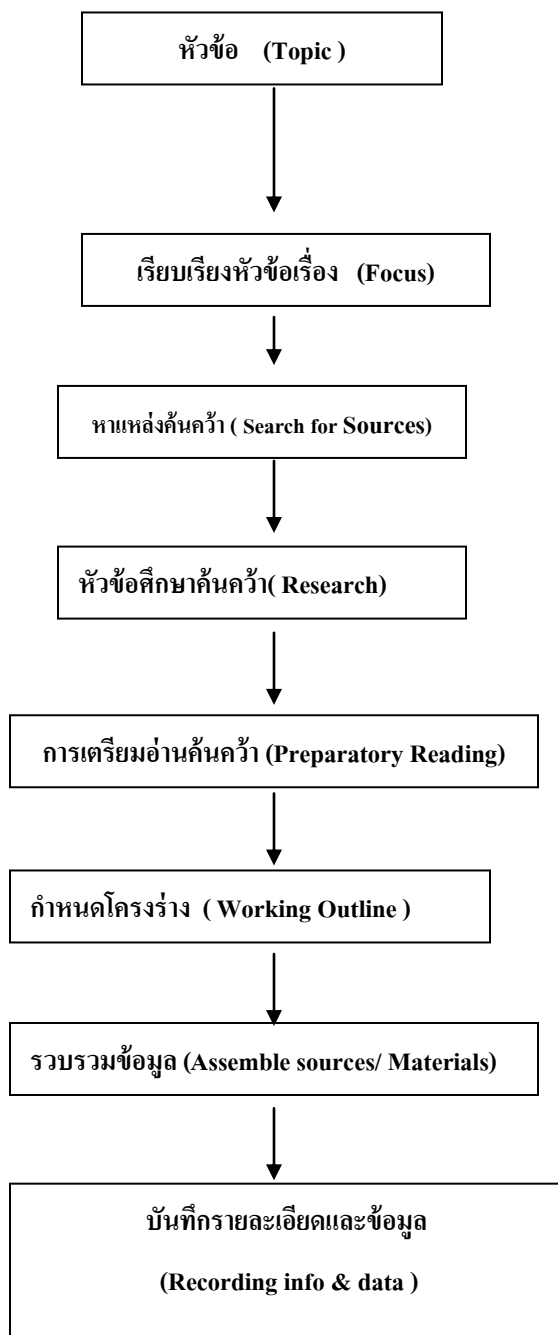 หัวข้อ (Topic )
เรียบเรียงหัวข้อเรื่อง (Focus)
หาแหล่งค้นคว้า ( Search for Sources)
หัวข้อศึกษาค้นคว้า( Research)
การเตรียมอ่านค้นคว้า (Preparatory Reading)
กำหนดโครงร่าง ( Working Outline )
รวบรวมข้อมูล (Assemble sources/ Materials)
บันทึกรายละเอียดและข้อมูล
(Recording info & data )